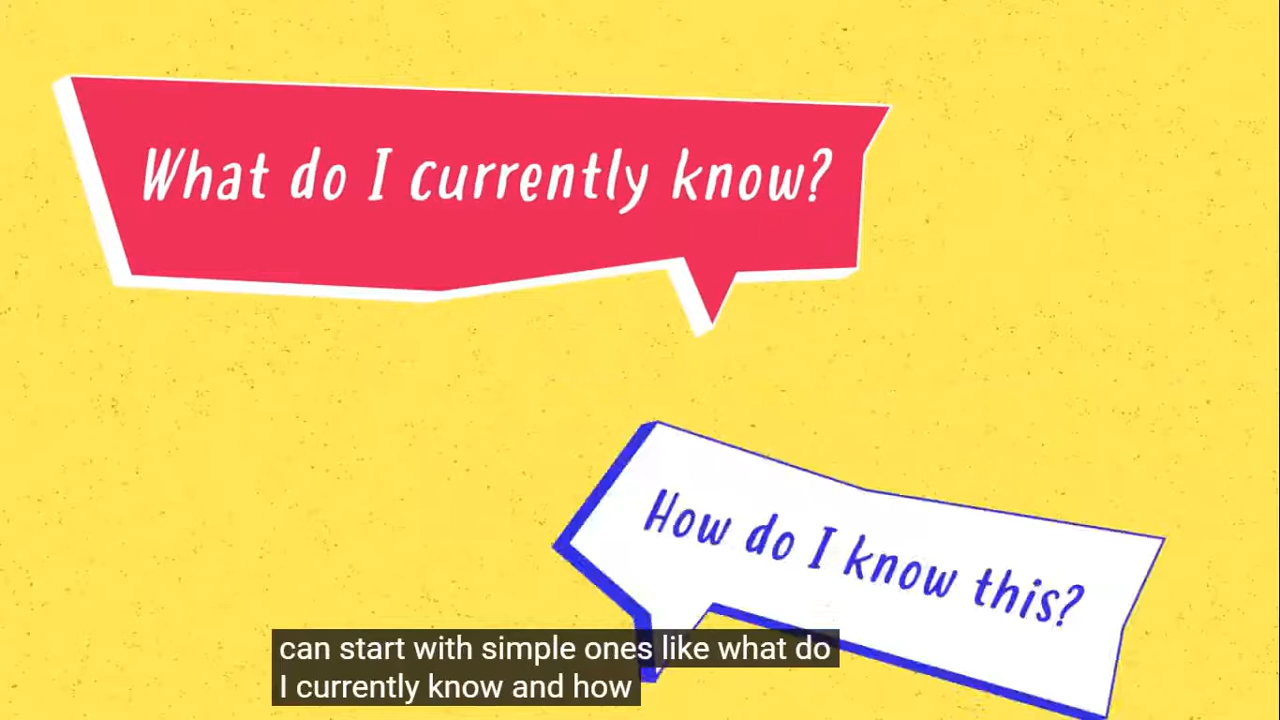 What do I currently know?
How do I know this?
can start with simple ones like what do
I currently know and how